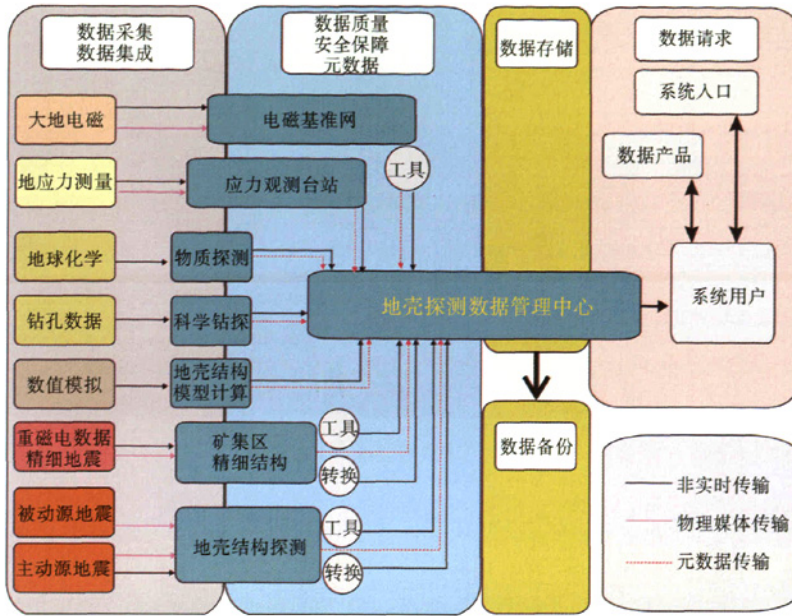 数据采集
数据集成
数据质量
安全保障
元数据
数据存储
数据请求
系统入口
数据产品
系统用户
大地电磁
电磁基准网
工具
地应力测量
应力观测台站
地球化学
物质探测
地壳探测数据管理中心
钻孔数据
科学钻探
数值模拟
地壳结构
模型计算
重磁电数据
精细地震
矿集区
精细结构
工具
转换
数据备份
被动源地震
主动源地震
地壳结构探测
工具
转换
非实时传输
物理媒体传输
元数据传输